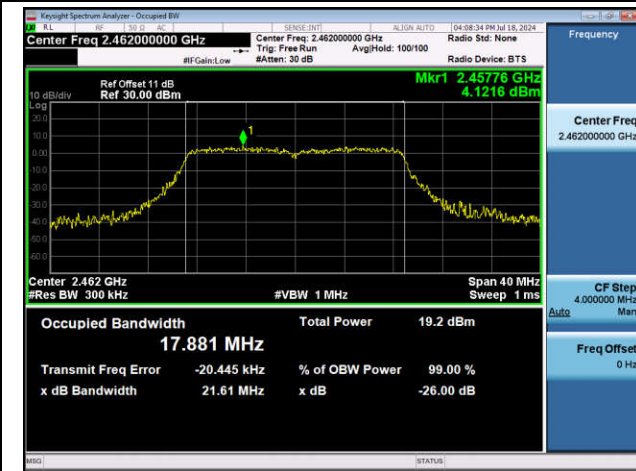 Keysight Spectrum Analyzer - Occupied BW
RL RF 50 Ω AC SENSE:INT ALIGN AUTO 04:08:34 PM Jul 18, 2024
Center Freq 2.462000000 GHz Center Freq: 2.462000000 GHz Radio Std: None
Trig: Free Run Avg|Hold: 100/100
#IFGain:Low #Atten: 30 dB Radio Device: BTS
Frequency
Ref Offset 11 dB Mkr1 2.45776 GHz
10 dB/div Ref 30.00 dBm 4.1216 dBm
Log
20.0
10.0
0.00
-10.0
-20.0
-30.0
-40.0
-50.0
-60.0
1
Center 2.462 GHz Span 40 MHz
#Res BW 300 kHz #VBW 1 MHz Sweep 1 ms
Occupied Bandwidth Total Power 19.2 dBm
17.881 MHz
Transmit Freq Error -20.445 kHz % of OBW Power 99.00 %
x dB Bandwidth 21.61 MHz x dB -26.00 dB
Center Freq
2.462000000 GHz
CF Step
4.000000 MHz
Auto Man
Freq Offset
0 Hz
MSG STATUS